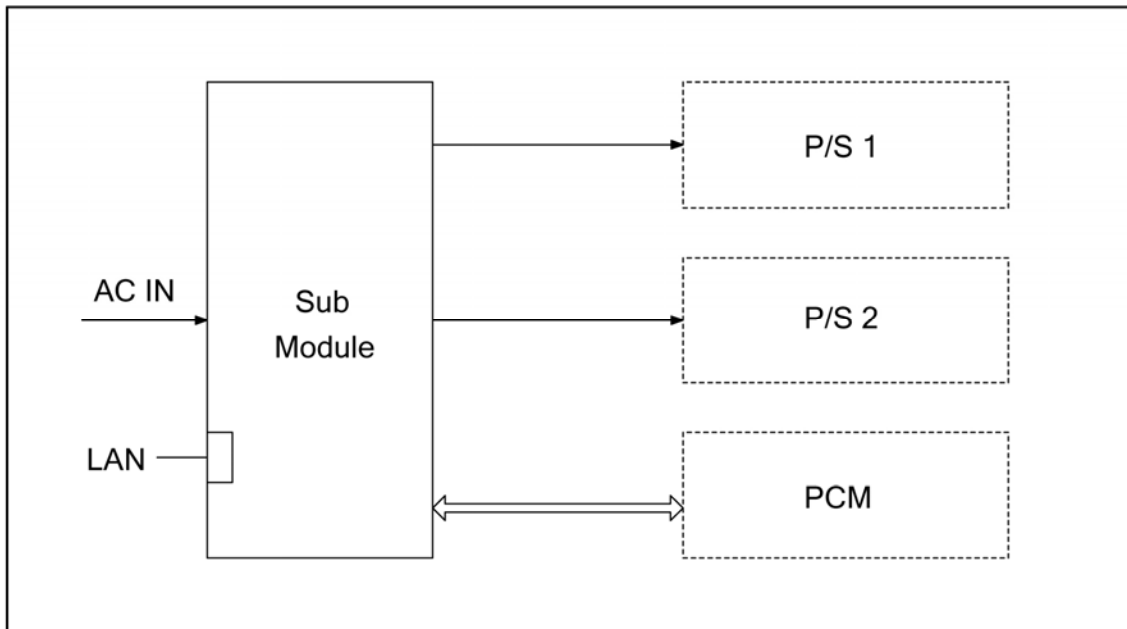 P/S 1
AC IN
Sub
Module
P/S 2
LAN
PCM